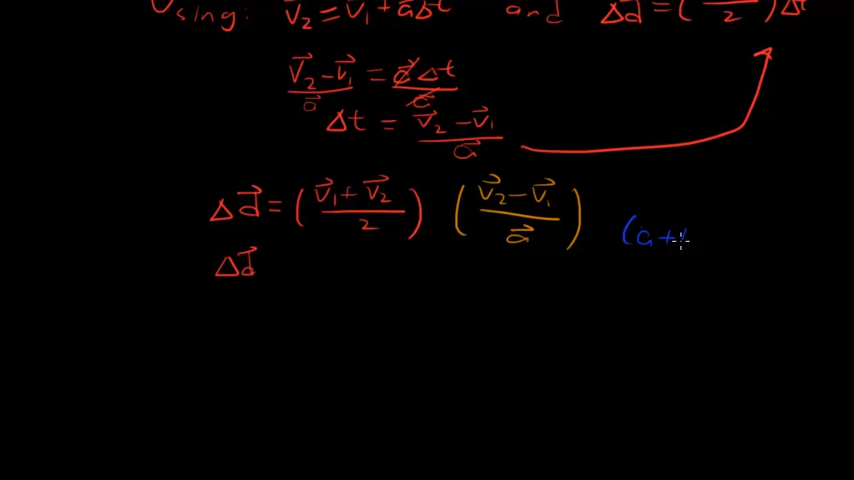 Using: v⃗₂ = v⃗₁ + a⃗Δt and Δd⃗ = ( /2 ) Δt
(v⃗₂ - v⃗₁)/a⃗ = a⃗Δt/a⃗
Δt = (v⃗₂ - v⃗₁)/a⃗
Δd⃗ = ( (v⃗₁ + v⃗₂)/2 ) ( (v⃗₂ - v⃗₁)/a⃗ ) (a+
Δd⃗